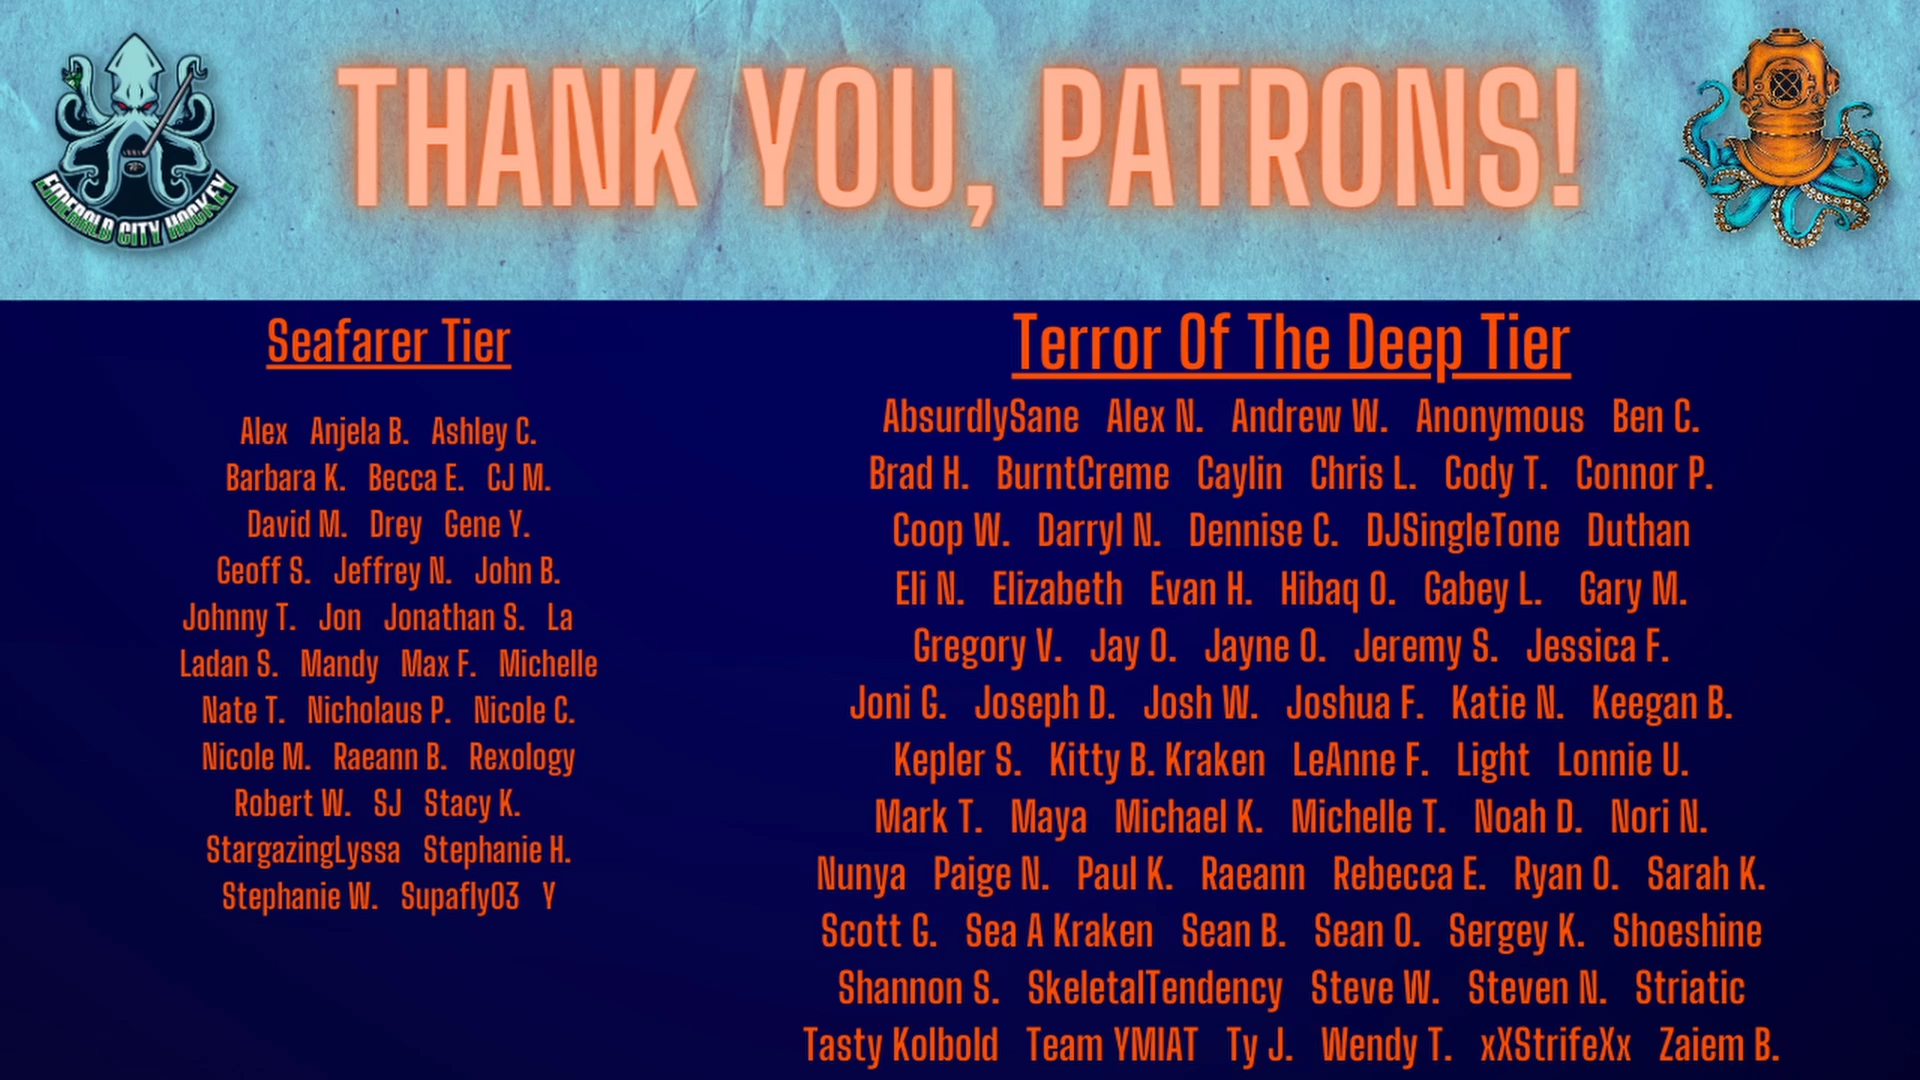 THANK YOU, PATRONS!
EMERALD CITY HOCKEY
Seafarer Tier
Alex Anjela B. Ashley C.
Barbara K. Becca E. CJ M.
David M. Drey Gene Y.
Geoff S. Jeffrey N. John B.
Johnny T. Jon Jonathan S. La
Ladan S. Mandy Max F. Michelle
Nate T. Nicholaus P. Nicole C.
Nicole M. Raeann B. Rexology
Robert W. SJ Stacy K.
StargazingLyssa Stephanie H.
Stephanie W. Supafly03 Y
Terror Of The Deep Tier
AbsurdlySane Alex N. Andrew W. Anonymous Ben C.
Brad H. BurntCreme Caylin Chris L. Cody T. Connor P.
Coop W. Darryl N. Dennise C. DJSingleTone Duthan
Eli N. Elizabeth Evan H. Hibaq O. Gabey L. Gary M.
Gregory V. Jay O. Jayne O. Jeremy S. Jessica F.
Joni G. Joseph D. Josh W. Joshua F. Katie N. Keegan B.
Kepler S. Kitty B. Kraken LeAnne F. Light Lonnie U.
Mark T. Maya Michael K. Michelle T. Noah D. Nori N.
Nunya Paige N. Paul K. Raeann Rebecca E. Ryan O. Sarah K.
Scott G. Sea A Kraken Sean B. Sean O. Sergey K. Shoeshine
Shannon S. SkeletalTendency Steve W. Steven N. Striatic
Tasty Kolbold Team YMIAT Ty J. Wendy T. xXStrifeXx Zaiem B.